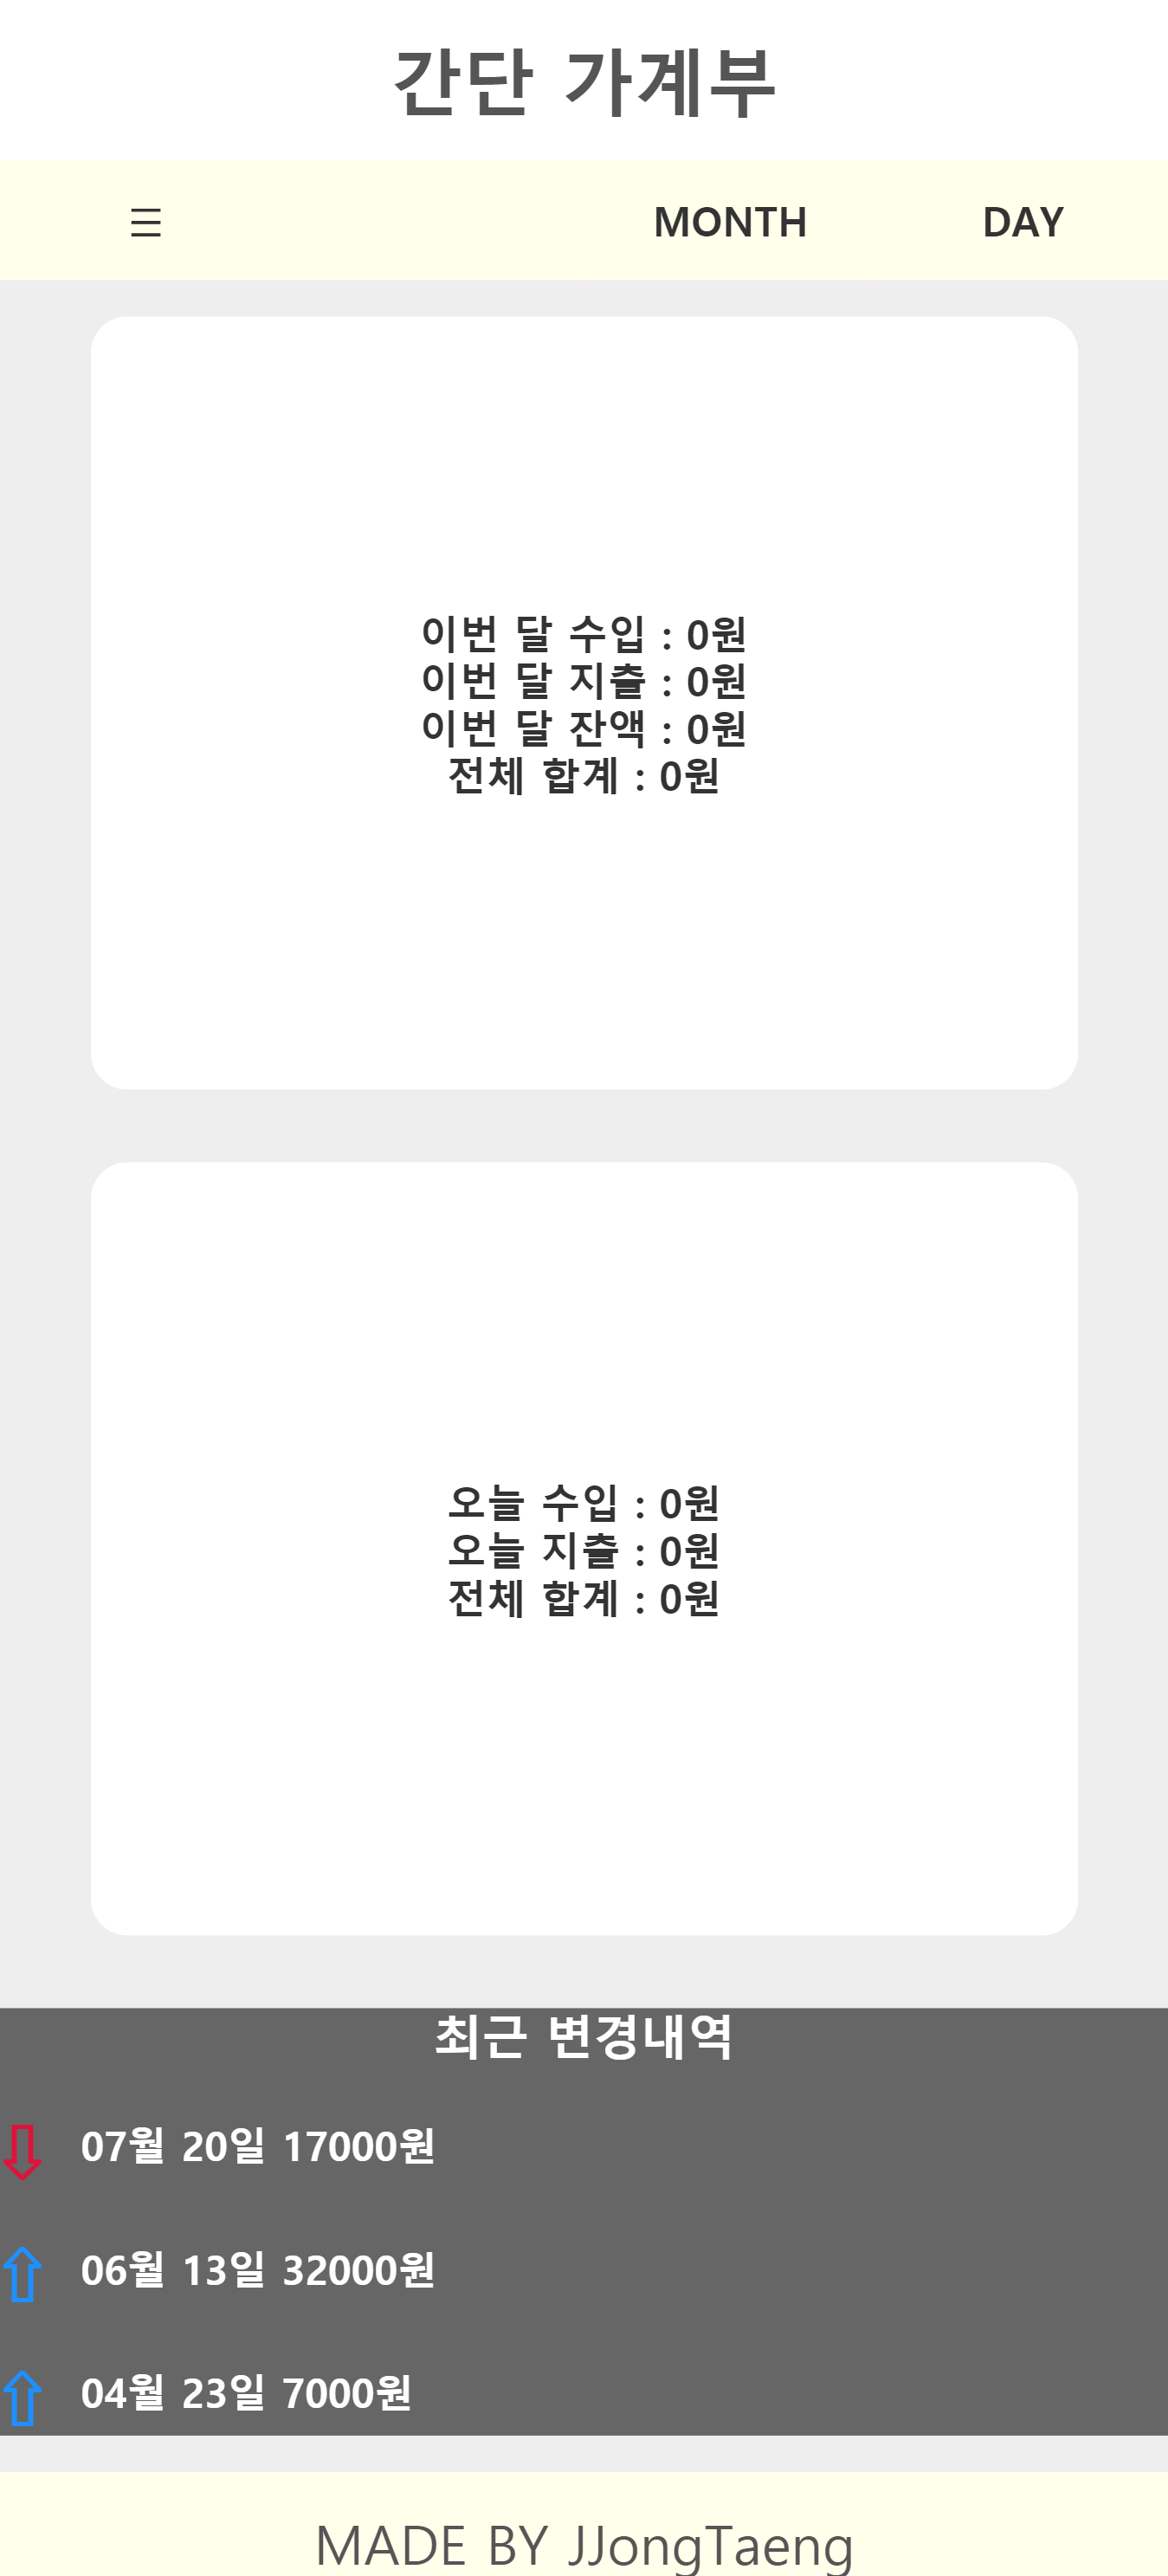 간단 가계부
☰ MONTH DAY
이번 달 수입 : 0원
이번 달 지출 : 0원
이번 달 잔액 : 0원
전체 합계 : 0원
오늘 수입 : 0원
오늘 지출 : 0원
전체 합계 : 0원
최근 변경내역
⇩ 07월 20일 17000원
⇧ 06월 13일 32000원
⇧ 04월 23일 7000원
MADE BY JJongTaeng